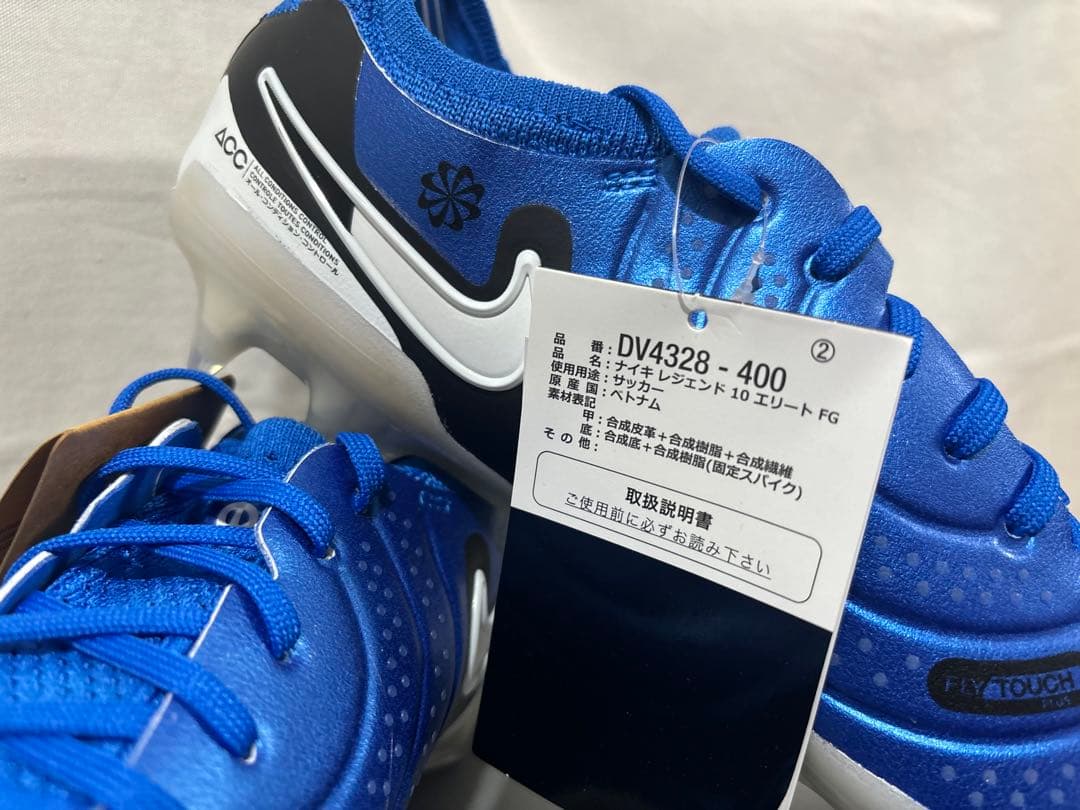 ACC
ALL CONDITIONS CONTROL
CONTROLE TOUTES CONDITIONS
オール・コンディション・コントロール
②
品番:DV4328 - 400
品名:ナイキ レジェンド 10 エリート FG
使用用途:サッカー
原産国:ベトナム
素材表記
甲:合成皮革+合成樹脂+合成繊維
底:合成底+合成樹脂(固定スパイク)
その他:
取扱説明書
ご使用前に必ずお読み下さい
FLYTOUCH
PLUS